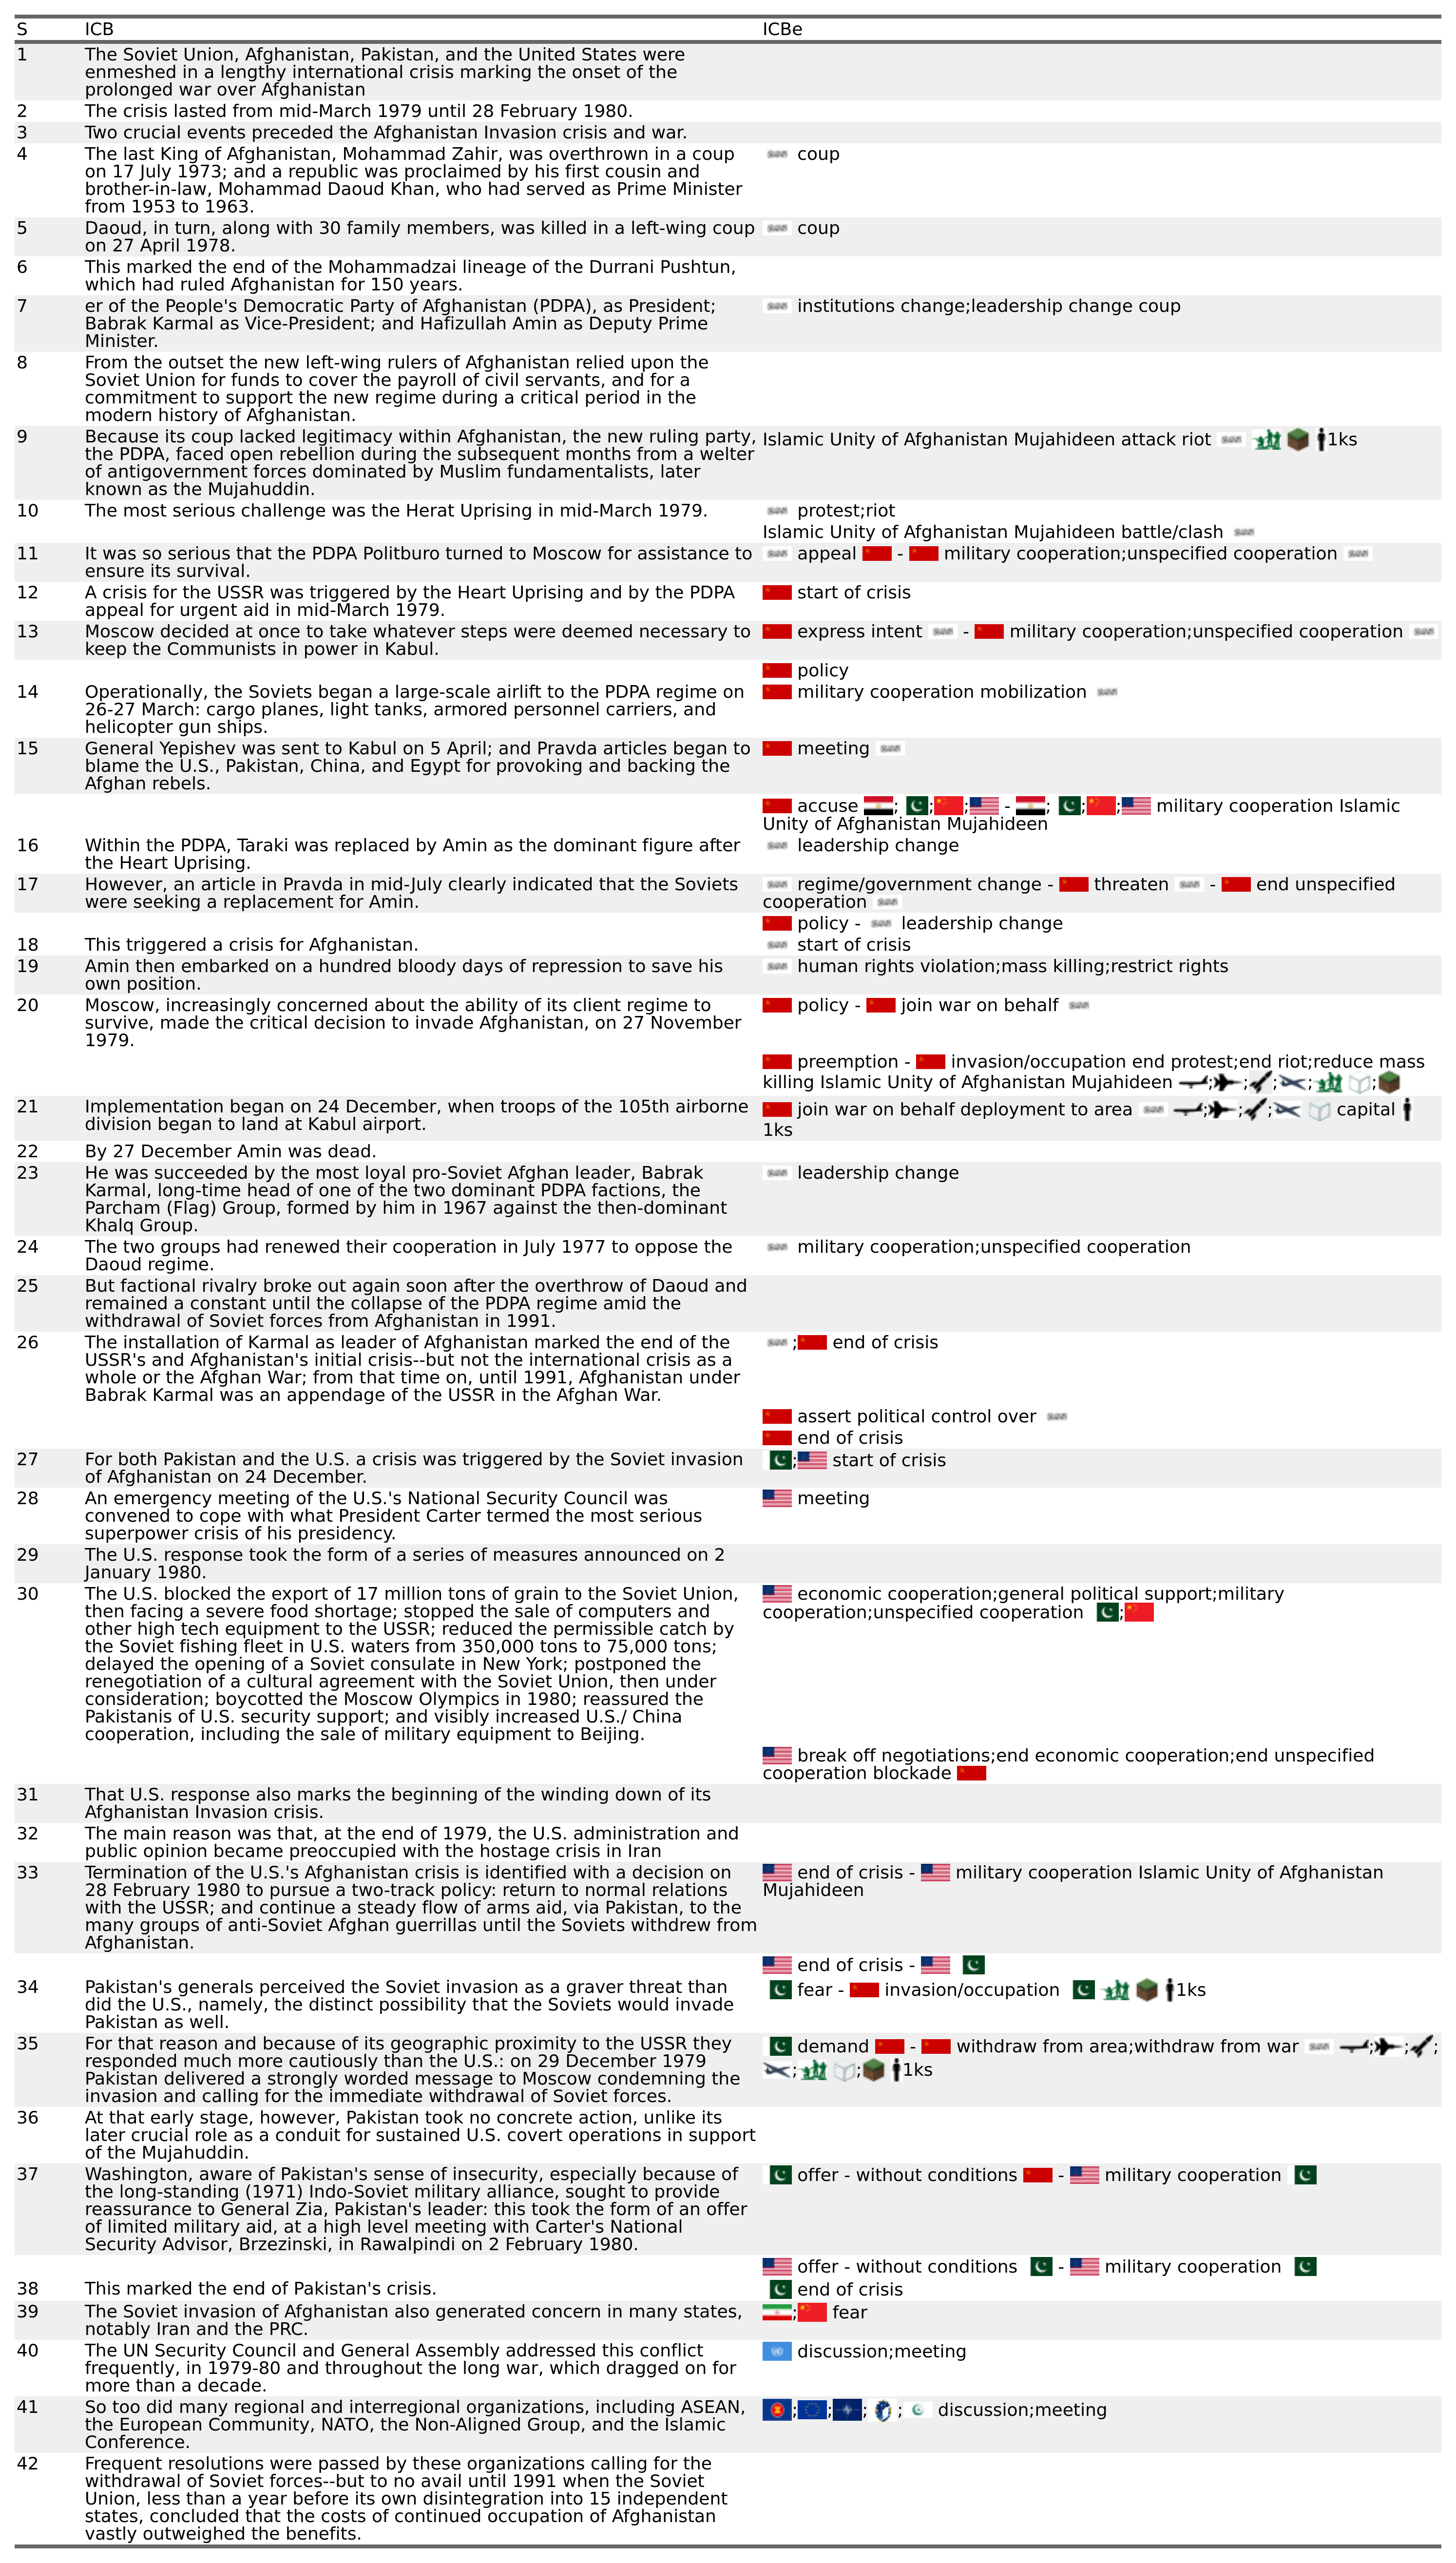 S ICB ICBe
1 The Soviet Union, Afghanistan, Pakistan, and the United States were
enmeshed in a lengthy international crisis marking the onset of the
prolonged war over Afghanistan
2 The crisis lasted from mid-March 1979 until 28 February 1980.
3 Two crucial events preceded the Afghanistan Invasion crisis and war.
4 The last King of Afghanistan, Mohammad Zahir, was overthrown in a coup coup
on 17 July 1973; and a republic was proclaimed by his first cousin and
brother-in-law, Mohammad Daoud Khan, who had served as Prime Minister
from 1953 to 1963.
5 Daoud, in turn, along with 30 family members, was killed in a left-wing coup coup
on 27 April 1978.
6 This marked the end of the Mohammadzai lineage of the Durrani Pushtun,
which had ruled Afghanistan for 150 years.
7 er of the People's Democratic Party of Afghanistan (PDPA), as President; institutions change;leadership change coup
Babrak Karmal as Vice-President; and Hafizullah Amin as Deputy Prime
Minister.
8 From the outset the new left-wing rulers of Afghanistan relied upon the
Soviet Union for funds to cover the payroll of civil servants, and for a
commitment to support the new regime during a critical period in the
modern history of Afghanistan.
9 Because its coup lacked legitimacy within Afghanistan, the new ruling party, Islamic Unity of Afghanistan Mujahideen attack riot 1ks
the PDPA, faced open rebellion during the subsequent months from a welter
of antigovernment forces dominated by Muslim fundamentalists, later
known as the Mujahuddin.
10 The most serious challenge was the Herat Uprising in mid-March 1979. protest;riot
Islamic Unity of Afghanistan Mujahideen battle/clash
11 It was so serious that the PDPA Politburo turned to Moscow for assistance to appeal - military cooperation;unspecified cooperation
ensure its survival.
12 A crisis for the USSR was triggered by the Heart Uprising and by the PDPA start of crisis
appeal for urgent aid in mid-March 1979.
13 Moscow decided at once to take whatever steps were deemed necessary to express intent - military cooperation;unspecified cooperation
keep the Communists in power in Kabul.
policy
14 Operationally, the Soviets began a large-scale airlift to the PDPA regime on military cooperation mobilization
26-27 March: cargo planes, light tanks, armored personnel carriers, and
helicopter gun ships.
15 General Yepishev was sent to Kabul on 5 April; and Pravda articles began to meeting
blame the U.S., Pakistan, China, and Egypt for provoking and backing the
Afghan rebels.
accuse ; ; ; - ; ; ; military cooperation Islamic
Unity of Afghanistan Mujahideen
16 Within the PDPA, Taraki was replaced by Amin as the dominant figure after leadership change
the Heart Uprising.
17 However, an article in Pravda in mid-July clearly indicated that the Soviets regime/government change - threaten - end unspecified
were seeking a replacement for Amin. cooperation
policy - leadership change
18 This triggered a crisis for Afghanistan. start of crisis
19 Amin then embarked on a hundred bloody days of repression to save his human rights violation;mass killing;restrict rights
own position.
20 Moscow, increasingly concerned about the ability of its client regime to policy - join war on behalf
survive, made the critical decision to invade Afghanistan, on 27 November
1979.
preemption - invasion/occupation end protest;end riot;reduce mass
killing Islamic Unity of Afghanistan Mujahideen ; ; ; ; ;
21 Implementation began on 24 December, when troops of the 105th airborne join war on behalf deployment to area ; ; ; capital
division began to land at Kabul airport. 1ks
22 By 27 December Amin was dead.
23 He was succeeded by the most loyal pro-Soviet Afghan leader, Babrak leadership change
Karmal, long-time head of one of the two dominant PDPA factions, the
Parcham (Flag) Group, formed by him in 1967 against the then-dominant
Khalq Group.
24 The two groups had renewed their cooperation in July 1977 to oppose the military cooperation;unspecified cooperation
Daoud regime.
25 But factional rivalry broke out again soon after the overthrow of Daoud and
remained a constant until the collapse of the PDPA regime amid the
withdrawal of Soviet forces from Afghanistan in 1991.
26 The installation of Karmal as leader of Afghanistan marked the end of the ; end of crisis
USSR's and Afghanistan's initial crisis--but not the international crisis as a
whole or the Afghan War; from that time on, until 1991, Afghanistan under
Babrak Karmal was an appendage of the USSR in the Afghan War.
assert political control over
end of crisis
27 For both Pakistan and the U.S. a crisis was triggered by the Soviet invasion ; start of crisis
of Afghanistan on 24 December.
28 An emergency meeting of the U.S.'s National Security Council was meeting
convened to cope with what President Carter termed the most serious
superpower crisis of his presidency.
29 The U.S. response took the form of a series of measures announced on 2
January 1980.
30 The U.S. blocked the export of 17 million tons of grain to the Soviet Union, economic cooperation;general political support;military
then facing a severe food shortage; stopped the sale of computers and cooperation;unspecified cooperation ;
other high tech equipment to the USSR; reduced the permissible catch by
the Soviet fishing fleet in U.S. waters from 350,000 tons to 75,000 tons;
delayed the opening of a Soviet consulate in New York; postponed the
renegotiation of a cultural agreement with the Soviet Union, then under
consideration; boycotted the Moscow Olympics in 1980; reassured the
Pakistanis of U.S. security support; and visibly increased U.S./ China
cooperation, including the sale of military equipment to Beijing.
break off negotiations;end economic cooperation;end unspecified
cooperation blockade
31 That U.S. response also marks the beginning of the winding down of its
Afghanistan Invasion crisis.
32 The main reason was that, at the end of 1979, the U.S. administration and
public opinion became preoccupied with the hostage crisis in Iran
33 Termination of the U.S.'s Afghanistan crisis is identified with a decision on end of crisis - military cooperation Islamic Unity of Afghanistan
28 February 1980 to pursue a two-track policy: return to normal relations Mujahideen
with the USSR; and continue a steady flow of arms aid, via Pakistan, to the
many groups of anti-Soviet Afghan guerrillas until the Soviets withdrew from
Afghanistan.
end of crisis -
34 Pakistan's generals perceived the Soviet invasion as a graver threat than fear - invasion/occupation 1ks
did the U.S., namely, the distinct possibility that the Soviets would invade
Pakistan as well.
35 For that reason and because of its geographic proximity to the USSR they demand - withdraw from area;withdraw from war ; ; ;
responded much more cautiously than the U.S.: on 29 December 1979 ; ; 1ks
Pakistan delivered a strongly worded message to Moscow condemning the
invasion and calling for the immediate withdrawal of Soviet forces.
36 At that early stage, however, Pakistan took no concrete action, unlike its
later crucial role as a conduit for sustained U.S. covert operations in support
of the Mujahuddin.
37 Washington, aware of Pakistan's sense of insecurity, especially because of offer - without conditions - military cooperation
the long-standing (1971) Indo-Soviet military alliance, sought to provide
reassurance to General Zia, Pakistan's leader: this took the form of an offer
of limited military aid, at a high level meeting with Carter's National
Security Advisor, Brzezinski, in Rawalpindi on 2 February 1980.
offer - without conditions - military cooperation
38 This marked the end of Pakistan's crisis. end of crisis
39 The Soviet invasion of Afghanistan also generated concern in many states, ; fear
notably Iran and the PRC.
40 The UN Security Council and General Assembly addressed this conflict discussion;meeting
frequently, in 1979-80 and throughout the long war, which dragged on for
more than a decade.
41 So too did many regional and interregional organizations, including ASEAN, ; ; ; ; discussion;meeting
the European Community, NATO, the Non-Aligned Group, and the Islamic
Conference.
42 Frequent resolutions were passed by these organizations calling for the
withdrawal of Soviet forces--but to no avail until 1991 when the Soviet
Union, less than a year before its own disintegration into 15 independent
states, concluded that the costs of continued occupation of Afghanistan
vastly outweighed the benefits.